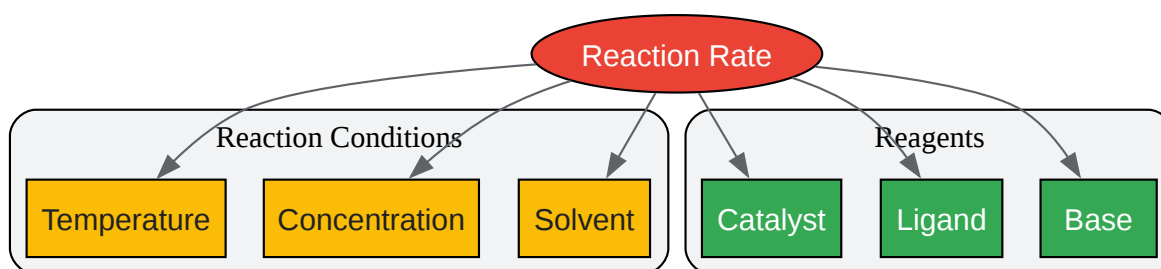 Reaction Rate
Reaction Conditions
Reagents
Temperature
Concentration
Solvent
Catalyst
Ligand
Base